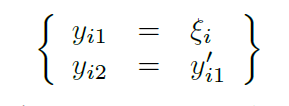 y_{i1} = ξ_i
y_{i2} = y'_{i1}